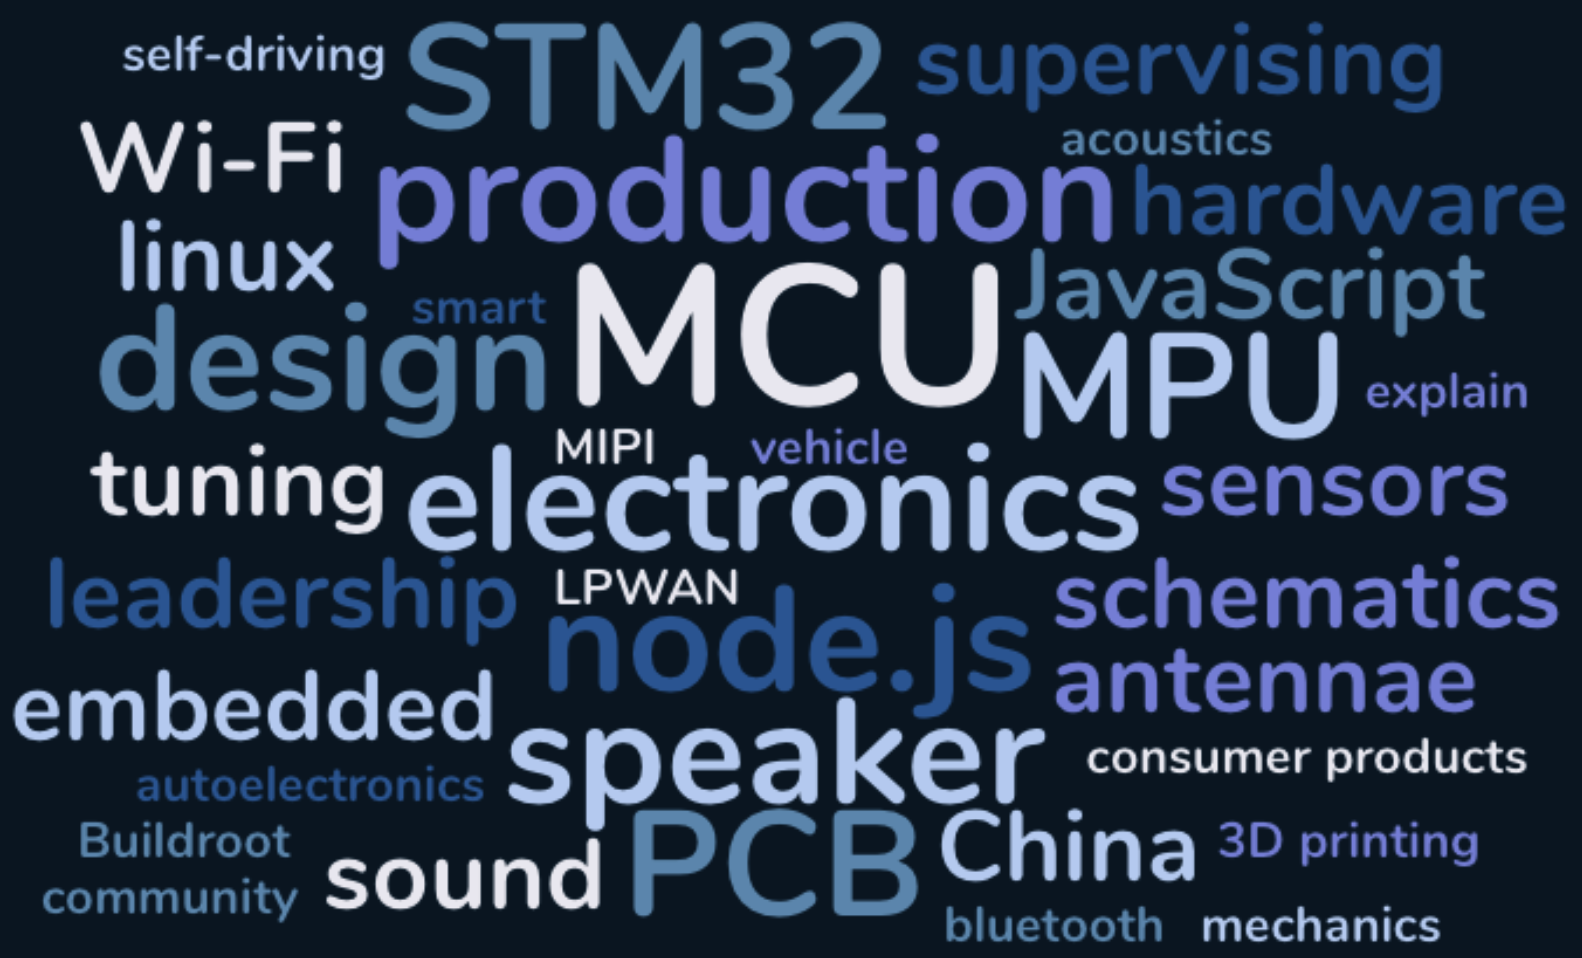 self-driving STM32 supervising
Wi-Fi acoustics
production hardware
linux JavaScript
smart MCU
design MPU explain
MIPI vehicle
tuning electronics sensors
leadership LPWAN schematics
node.js antennae
embedded speaker consumer products
autoelectronics
Buildroot sound PCB China 3D printing
community bluetooth mechanics